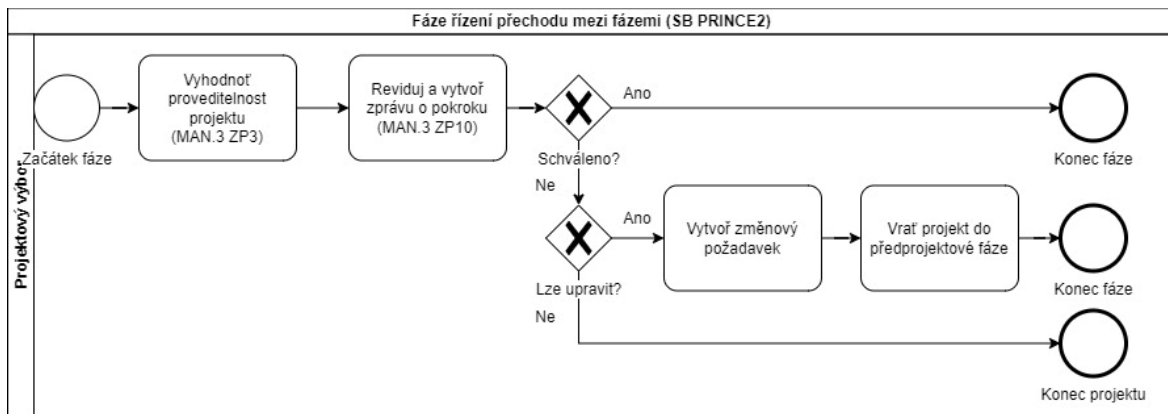 Fáze řízení přechodu mezi fázemi (SB PRINCE2)
Projektový výbor
Začátek fáze
Vyhodnoť
proveditelnost
projektu
(MAN.3 ZP3)
Reviduj a vytvoř
zprávu o pokroku
(MAN.3 ZP10)
Schváleno?
Ano
Konec fáze
Ne
Lze upravit?
Ano
Vytvoř změnový
požadavek
Vrať projekt do
předprojektové fáze
Konec fáze
Ne
Konec projektu